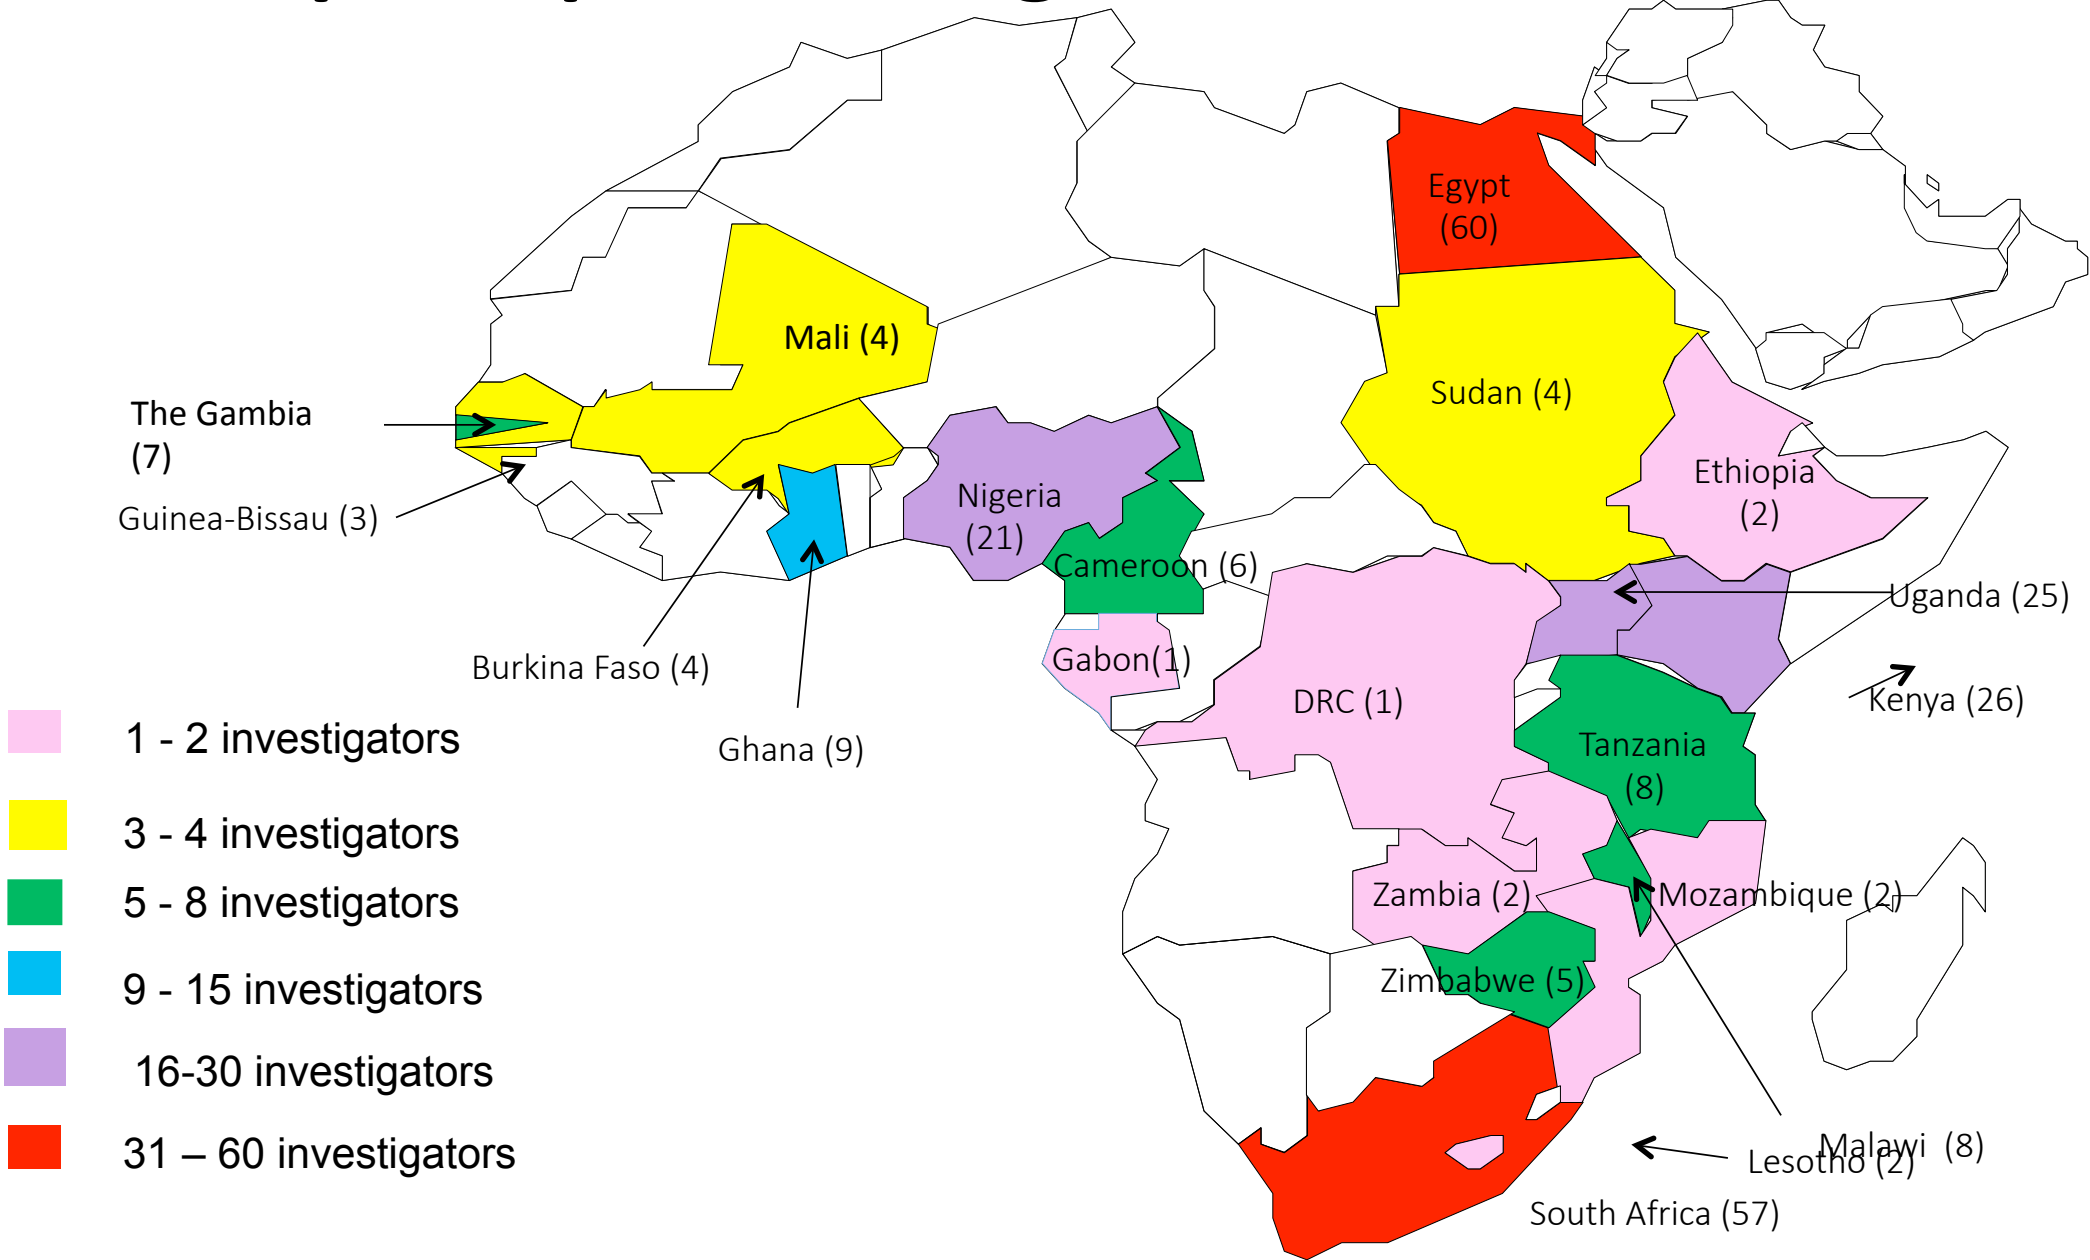 Egypt
(60)
Mali (4)
Sudan (4)
The Gambia
(7)
Ethiopia
(2)
Nigeria
(21)
Guinea-Bissau (3)
Cameroon (6)
Uganda (25)
Burkina Faso (4)
Gabon(1)
DRC (1)
Kenya (26)
Ghana (9)
Tanzania
(8)
Zambia (2)
Mozambique (2)
Zimbabwe (5)
Malawi (8)
Lesotho (2)
South Africa (57)
1 - 2 investigators
3 - 4 investigators
5 - 8 investigators
9 - 15 investigators
16-30 investigators
31 – 60 investigators